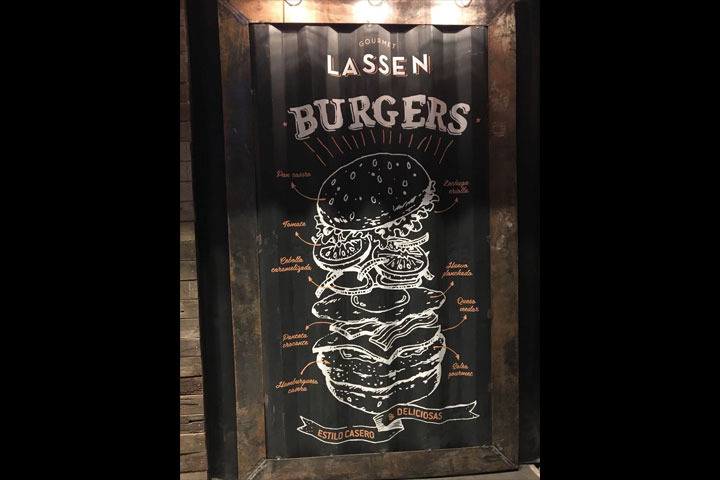 GOURMET
LASSEN
BURGERS
Pan casero
Lechuga
criolla
Tomate
Cebolla
caramelizada
Huevo
planchado
Queso
cheddar
Panceta
crocante
Salsa
gourmet
Hamburguesa
casera
ESTILO CASERO
& DELICIOSAS